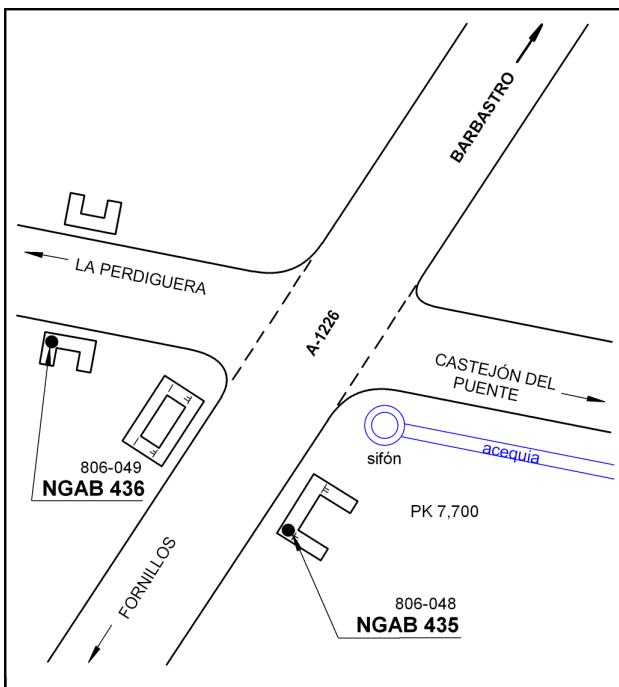 BARBASTRO
LA PERDIGUERA
A-1226
CASTEJÓN DEL
PUENTE
sifón
acequia
806-049
NGAB 436
PK 7,700
FORNILLOS
806-048
NGAB 435